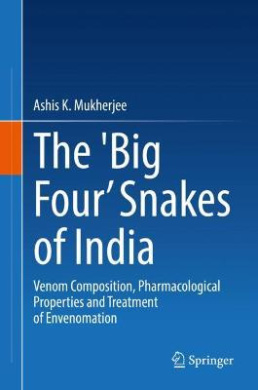 Ashis K. Mukherjee
The 'Big
Four’ Snakes
of India
Venom Composition, Pharmacological
Properties and Treatment
of Envenomation
Springer